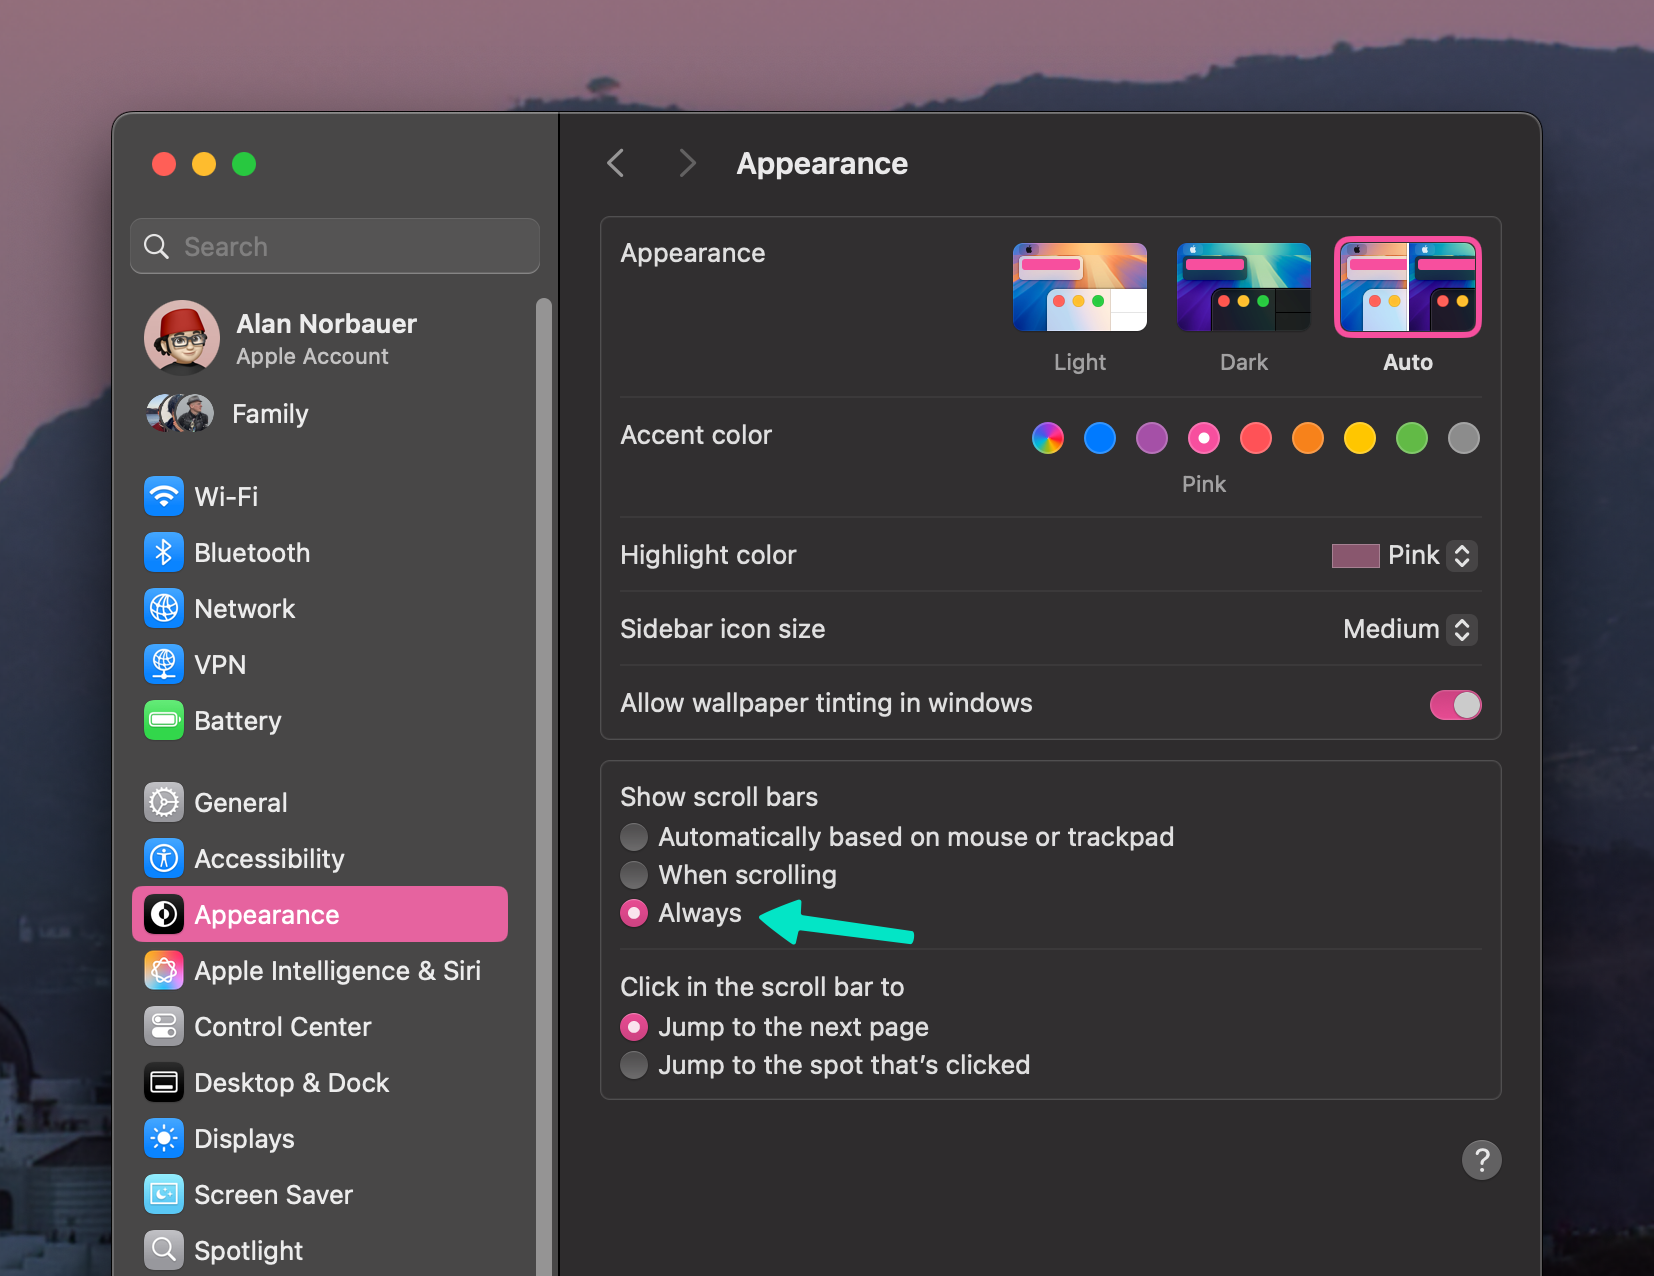 Search
Alan Norbauer
Apple Account
Family
Wi-Fi
Bluetooth
Network
VPN
Battery
General
Accessibility
Appearance
Apple Intelligence & Siri
Control Center
Desktop & Dock
Displays
Screen Saver
Spotlight
Appearance
Appearance
Light Dark Auto
Accent color
Pink
Highlight color Pink
Sidebar icon size Medium
Allow wallpaper tinting in windows
Show scroll bars
Automatically based on mouse or trackpad
When scrolling
Always
Click in the scroll bar to
Jump to the next page
Jump to the spot that’s clicked
?